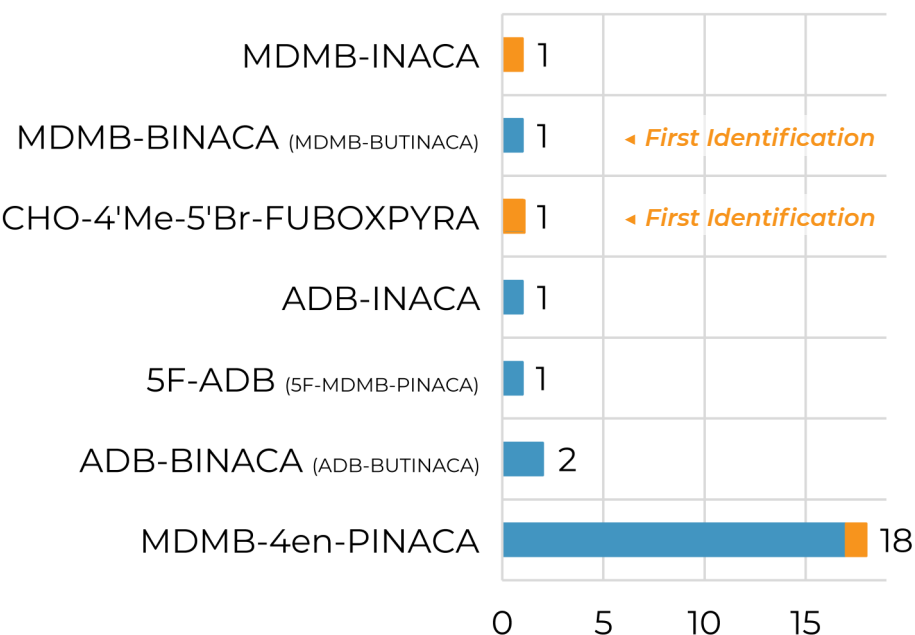 MDMB-INACA 1
MDMB-BINACA (MDMB-BUTINACA) 1 ◂ First Identification
CHO-4'Me-5'Br-FUBOXPYRA 1 ◂ First Identification
ADB-INACA 1
5F-ADB (5F-MDMB-PINACA) 1
ADB-BINACA (ADB-BUTINACA) 2
MDMB-4en-PINACA 18
0 5 10 15